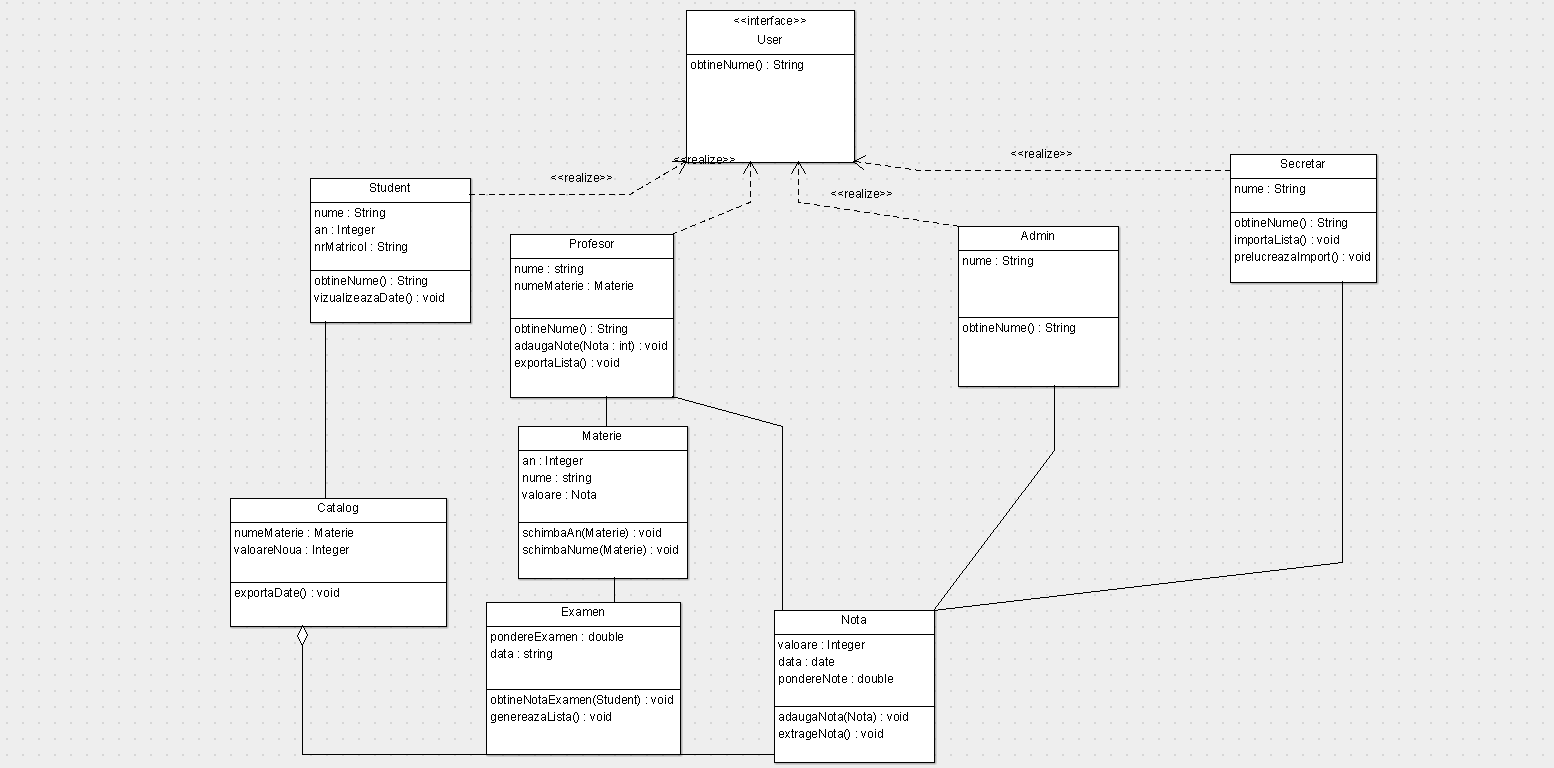 <<interface>>
User
obtineNume() : String
<<realize>>
<<realize>>
<<realize>>
<<realize>>
Student
nume : String
an : Integer
nrMatricol : String
obtineNume() : String
vizualizeazaDate() : void
Profesor
nume : string
numeMaterie : Materie
obtineNume() : String
adaugaNote(Nota : int) : void
exportaLista() : void
Admin
nume : String
obtineNume() : String
Secretar
nume : String
obtineNume() : String
importaLista() : void
prelucreazaImport() : void
Materie
an : Integer
nume : string
valoare : Nota
schimbaAn(Materie) : void
schimbaNume(Materie) : void
Catalog
numeMaterie : Materie
valoareNoua : Integer
exportaDate() : void
Examen
pondereExamen : double
data : string
obtineNotaExamen(Student) : void
genereazaLista() : void
Nota
valoare : Integer
data : date
pondereNote : double
adaugaNota(Nota) : void
extrageNota() : void